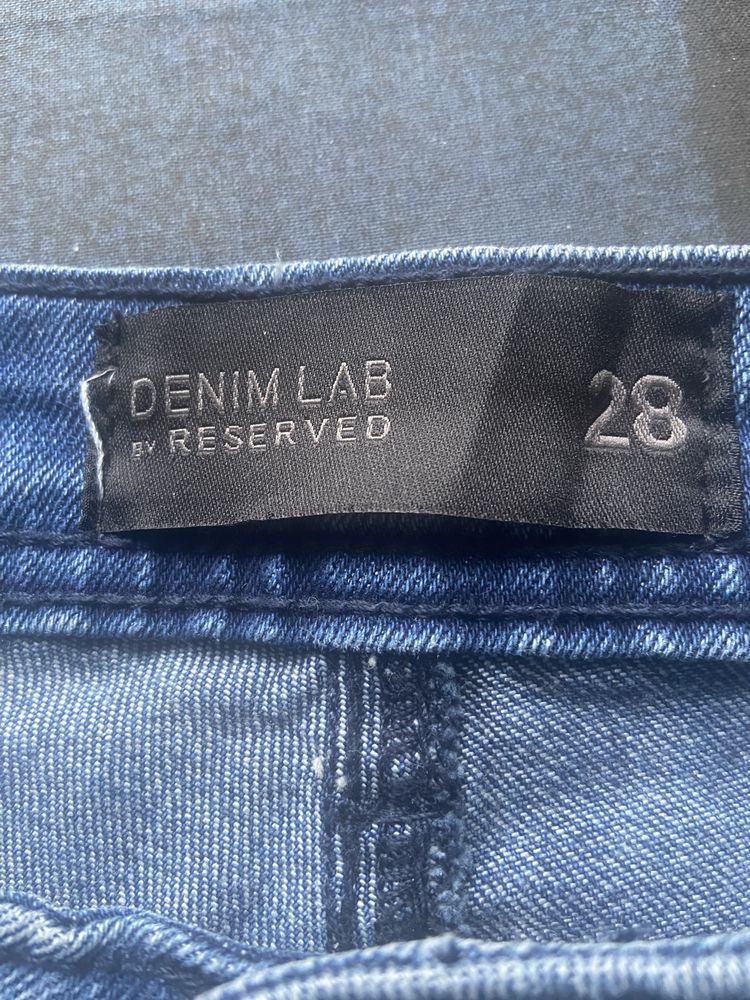 DENIM LAB
BY RESERVED
28